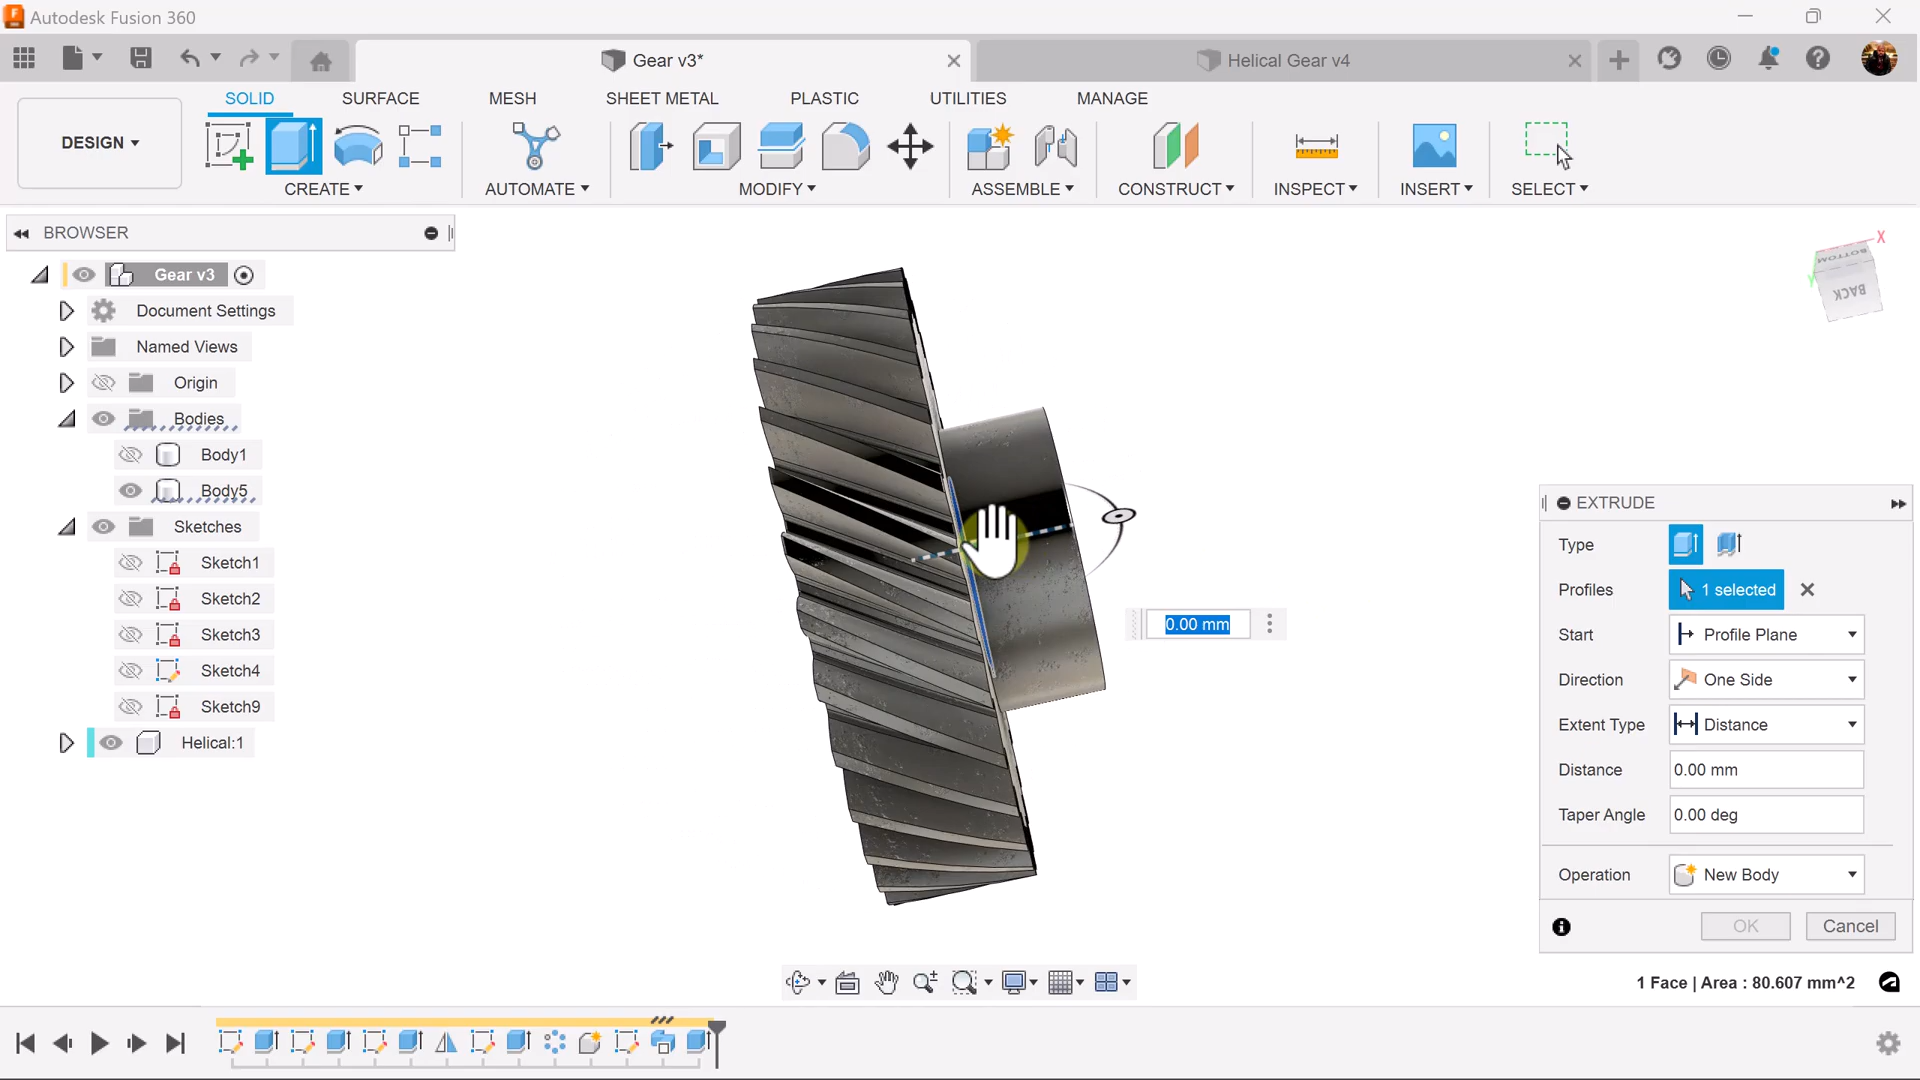 Autodesk Fusion 360
Gear v3*
Helical Gear v4
DESIGN
SOLID
SURFACE
MESH
SHEET METAL
PLASTIC
UTILITIES
MANAGE
CREATE
AUTOMATE
MODIFY
ASSEMBLE
CONSTRUCT
INSPECT
INSERT
SELECT
BROWSER
Gear v3
Document Settings
Named Views
Origin
Bodies
Body1
Body5
Sketches
Sketch1
Sketch2
Sketch3
Sketch4
Sketch9
Helical:1
X
BOTTOM
BACK
Y
0.00 mm
EXTRUDE
Type
Profiles 1 selected
Start Profile Plane
Direction One Side
Extent Type Distance
Distance 0.00 mm
Taper Angle 0.00 deg
Operation New Body
OK Cancel
1 Face | Area : 80.607 mm^2